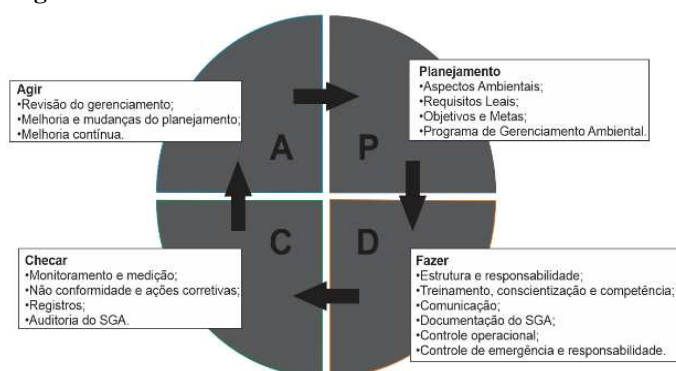 Agir
•Revisão do gerenciamento;
•Melhoria e mudanças do planejamento;
•Melhoria contínua.
A
P
Planejamento
•Aspectos Ambientais;
•Requisitos Leais;
•Objetivos e Metas;
•Programa de Gerenciamento Ambiental.
Checar
•Monitoramento e medição;
•Não conformidade e ações corretivas;
•Registros;
•Auditoria do SGA.
C
D
Fazer
•Estrutura e responsabilidade;
•Treinamento, conscientização e competência;
•Comunicação;
•Documentação do SGA;
•Controle operacional;
•Controle de emergência e responsabilidade.